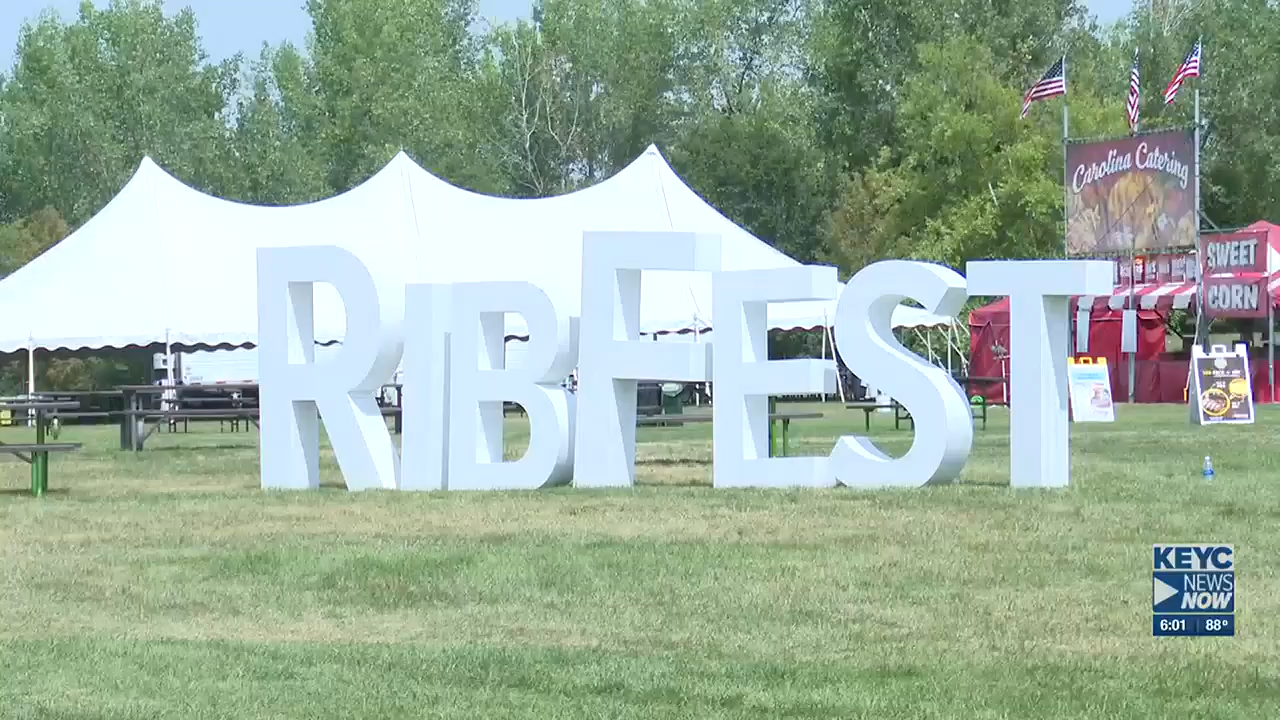 RIBFEST
Carolina Catering
SWEET
CORN
KEYC
NEWS
NOW
6:01 88°